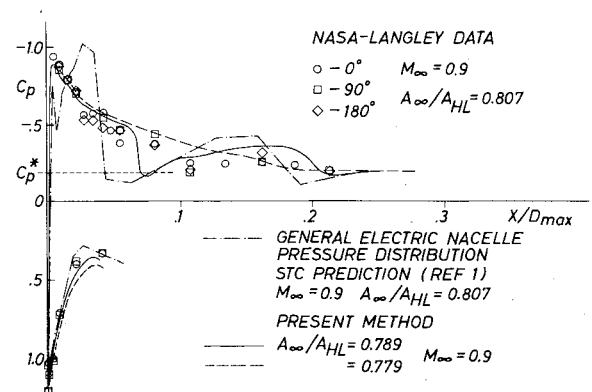 -1.0
NASA-LANGLEY DATA
○ -0° M∞ = 0.9
Cp
□ -90°
A∞/AHL = 0.807
◇ -180°
-.5
Cp*
0
.1 .2 .3 .4
X/Dmax
GENERAL ELECTRIC NACELLE
PRESSURE DISTRIBUTION
.5
STC PREDICTION (REF 1)
M∞ = 0.9 A∞/AHL = 0.807
PRESENT METHOD
A∞/AHL = 0.789
M∞ = 0.9
1.0
= 0.779